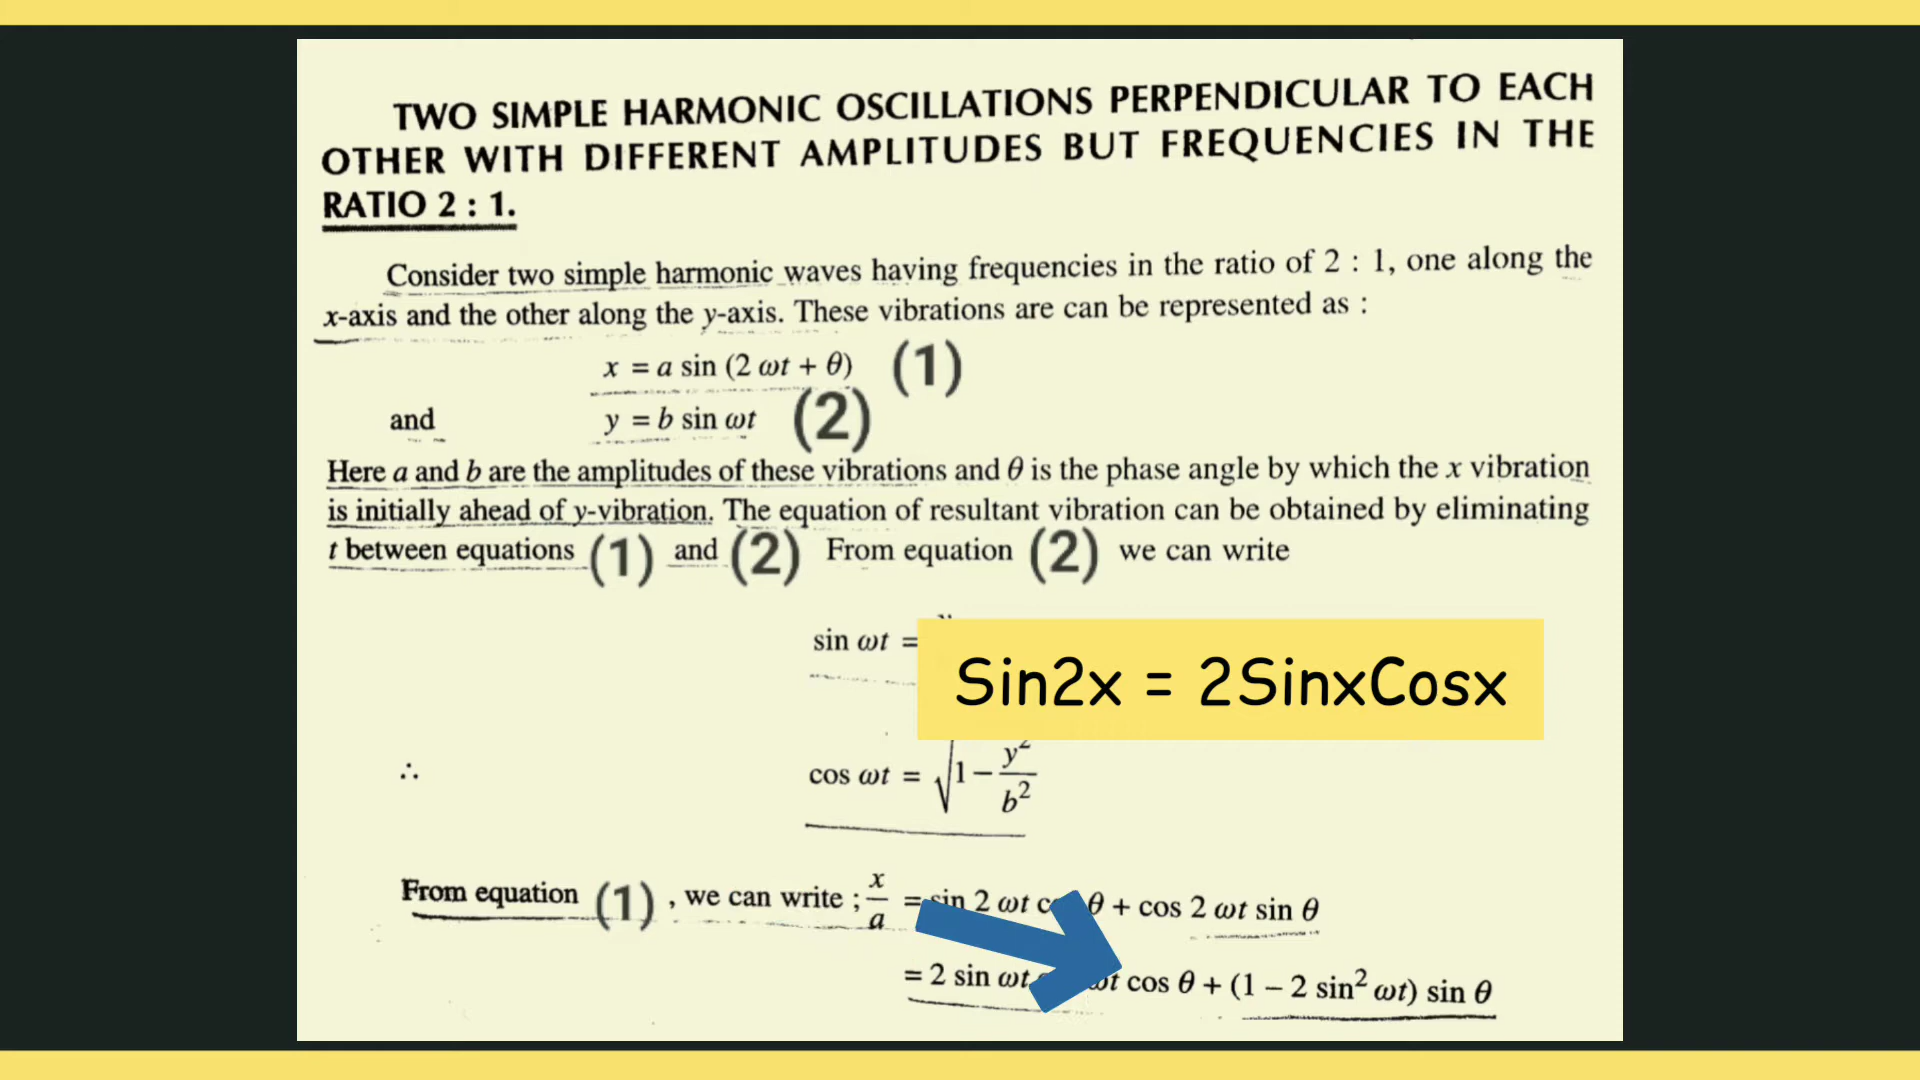 TWO SIMPLE HARMONIC OSCILLATIONS PERPENDICULAR TO EACH
OTHER WITH DIFFERENT AMPLITUDES BUT FREQUENCIES IN THE
RATIO 2 : 1.
Consider two simple harmonic waves having frequencies in the ratio of 2 : 1, one along the
x-axis and the other along the y-axis. These vibrations are can be represented as :
x = a sin (2 ωt + θ) (1)
and y = b sin ωt (2)
Here a and b are the amplitudes of these vibrations and θ is the phase angle by which the x vibration
is initially ahead of y-vibration. The equation of resultant vibration can be obtained by eliminating
t between equations (1) and (2) From equation (2) we can write
sin ωt =
Sin2x = 2SinxCosx
∴ cos ωt = √1 − y²/b²
From equation (1) , we can write ; x/a = sin 2 ωt θ + cos 2 ωt sin θ
= 2 sin ωt ωt cos θ + (1 − 2 sin² ωt) sin θ